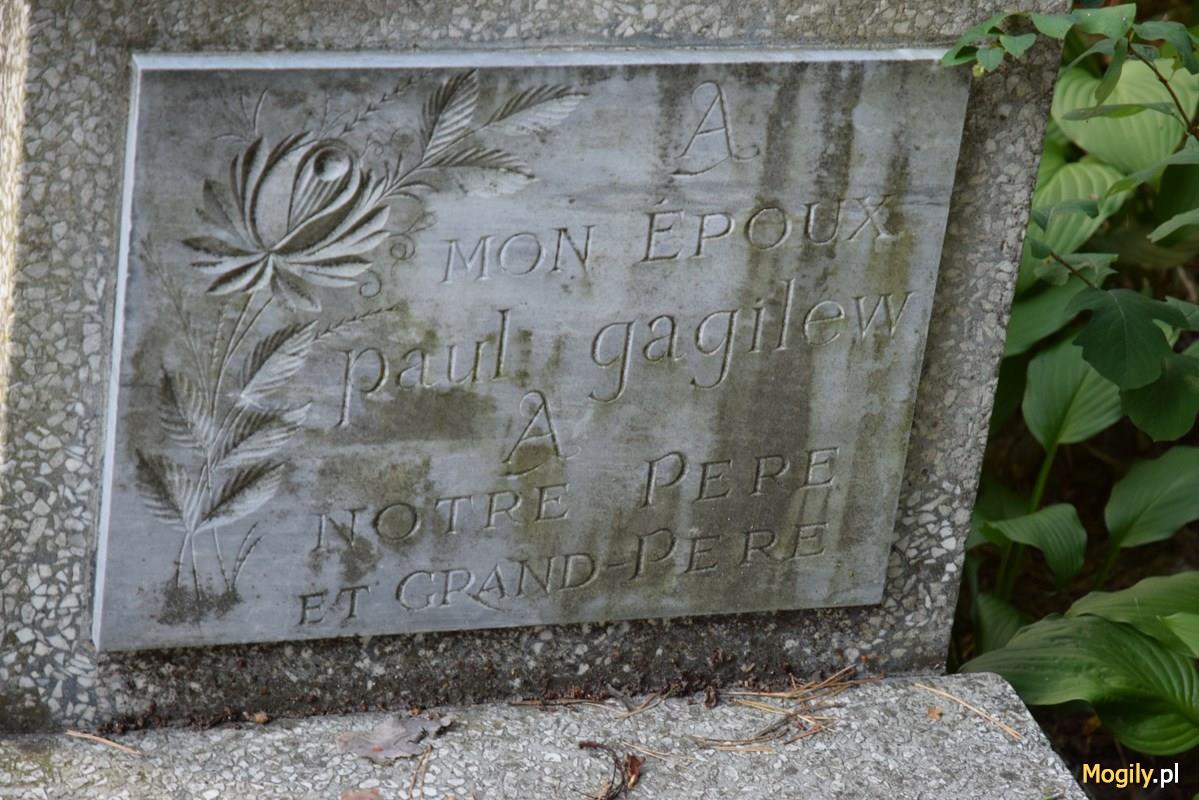 A
MON ÉPOUX
paul gagilew
A
NOTRE PERE
ET GRAND-PERE
Mogily.pl